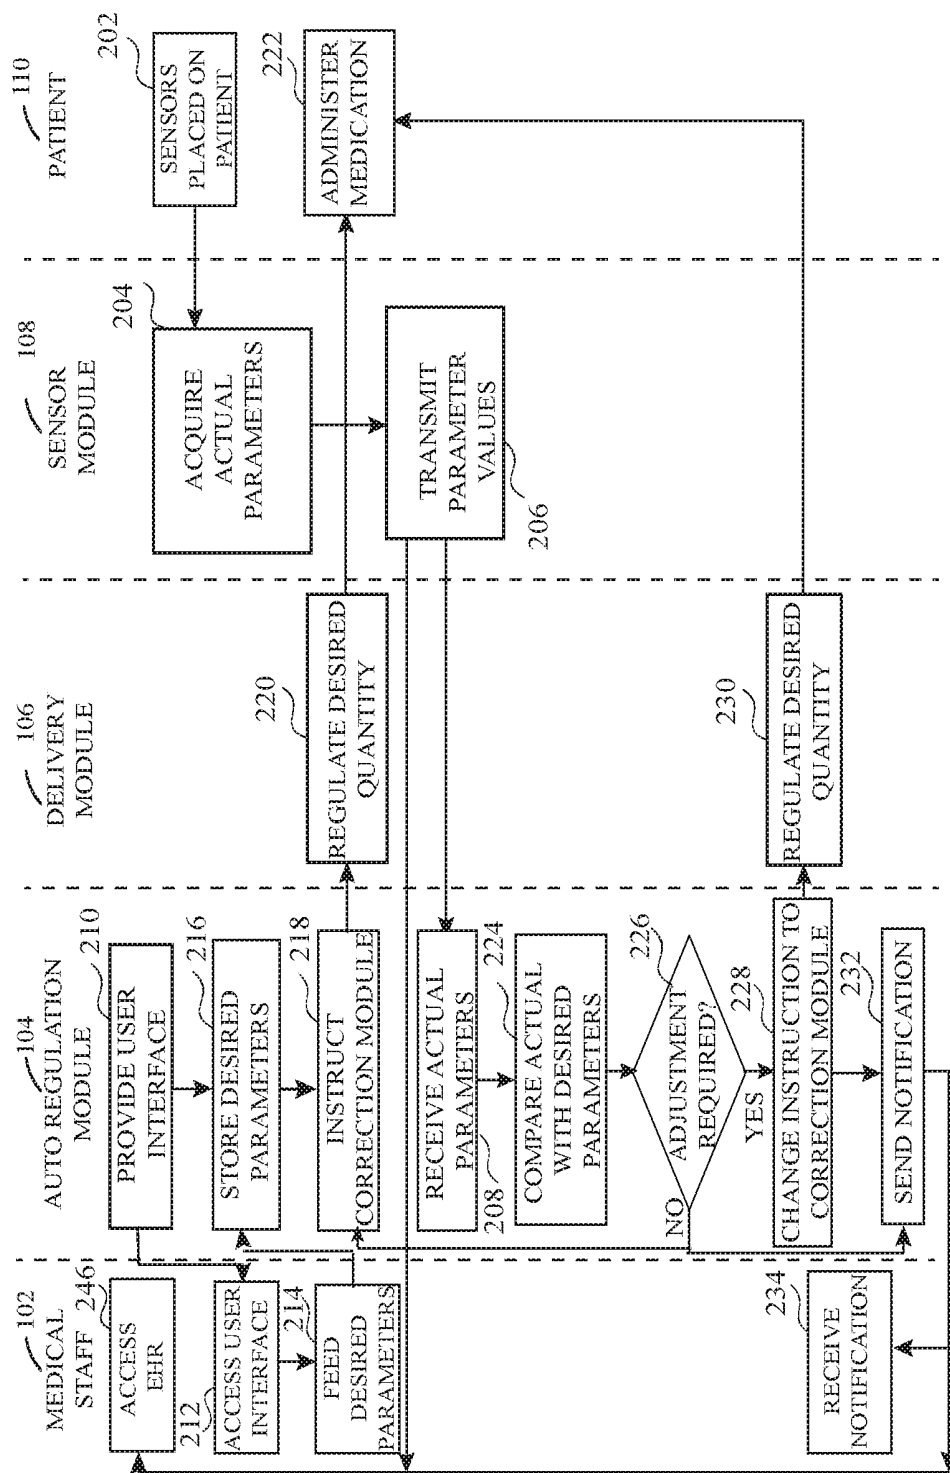 102
MEDICAL
STAFF
104
AUTO REGULATION
MODULE
106
DELIVERY
MODULE
108
SENSOR
MODULE
110
PATIENT
246
ACCESS
EHR
210
PROVIDE USER
INTERFACE
202
SENSORS
PLACED ON
PATIENT
204
ACQUIRE
ACTUAL
PARAMETERS
212
ACCESS USER
INTERFACE
216
STORE DESIRED
PARAMETERS
214
FEED
DESIRED
PARAMETERS
218
INSTRUCT
CORRECTION MODULE
220
REGULATE DESIRED
QUANTITY
222
ADMINISTER
MEDICATION
TRANSMIT
PARAMETER
VALUES
206
RECEIVE ACTUAL
PARAMETERS
208
224
COMPARE ACTUAL
WITH DESIRED
PARAMETERS
226
ADJUSTMENT
REQUIRED?
NO
YES
228
CHANGE INSTRUCTION TO
CORRECTION MODULE
230
REGULATE DESIRED
QUANTITY
232
SEND NOTIFICATION
234
RECEIVE
NOTIFICATION